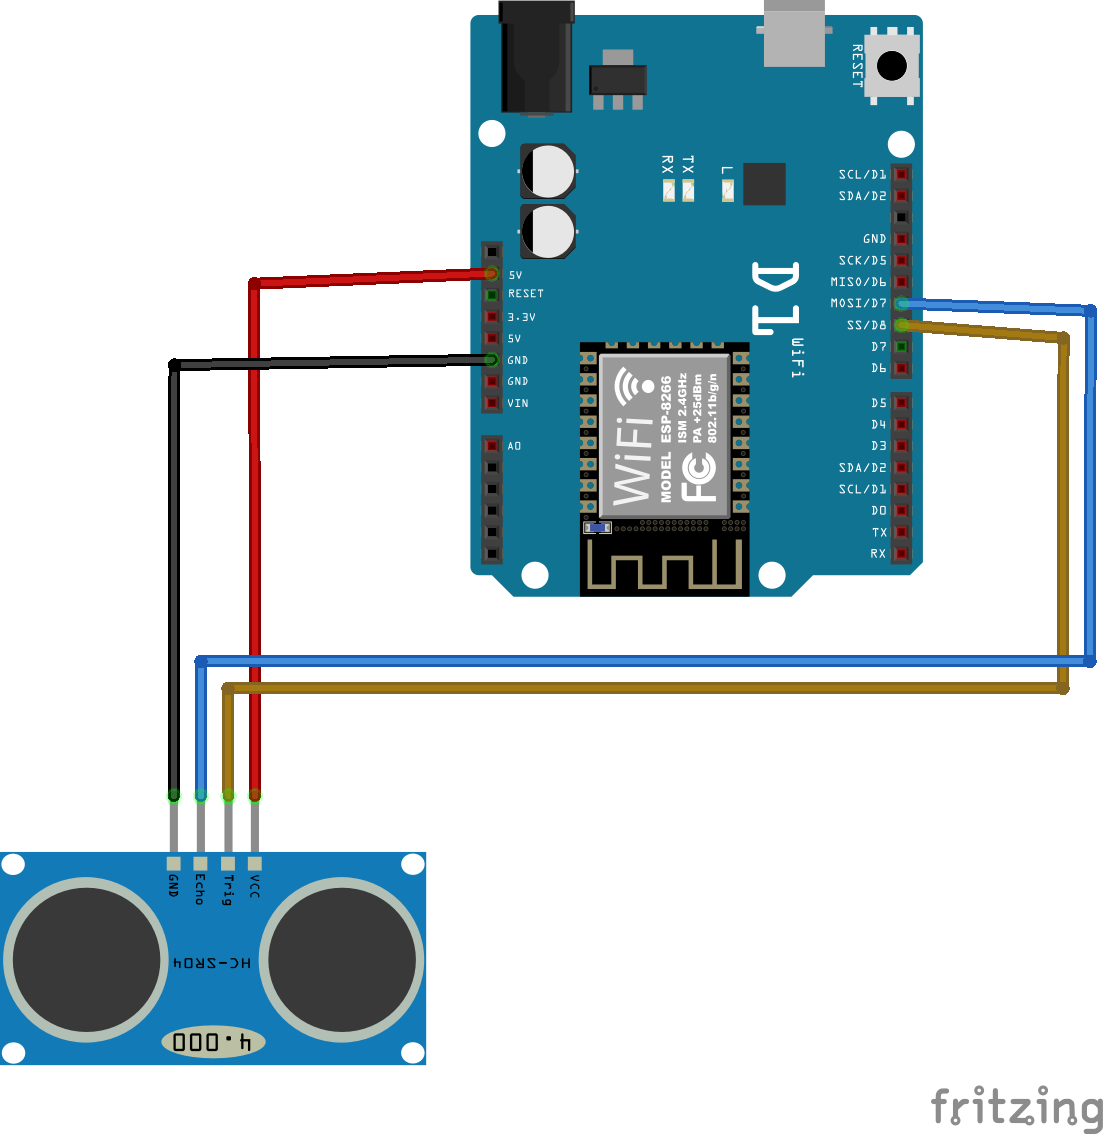 RESET
RX
TX
L
SCL/D1
SDA/D2
GND
SCK/D5
MISO/D6
MOSI/D7
SS/D8
D7
D6
5V
RESET
3.3V
5V
GND
GND
VIN
A0
D1
WiFi
D5
D4
D3
SDA/D2
SCL/D1
D0
TX
RX
WiFi
MODEL ESP-8266
ISM 2.4GHz
PA +25dBm
802.11b/g/n
FC
GND
Echo
Trig
VCC
HC-SR04
4.000
fritzing